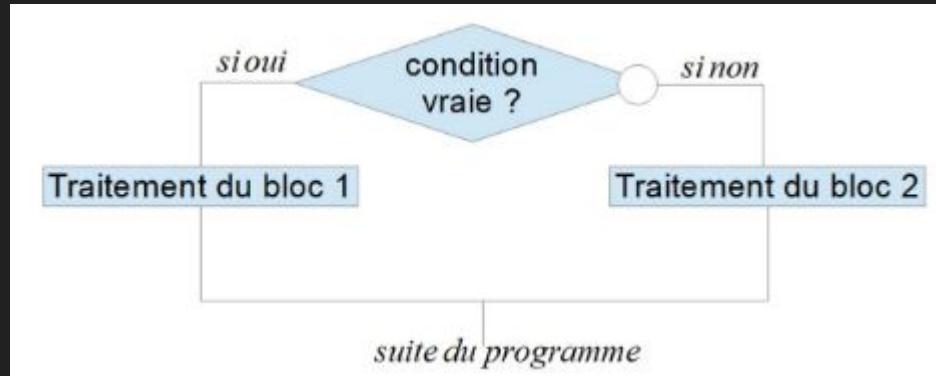 si oui
condition
vraie ?
si non
Traitement du bloc 1
Traitement du bloc 2
suite du programme